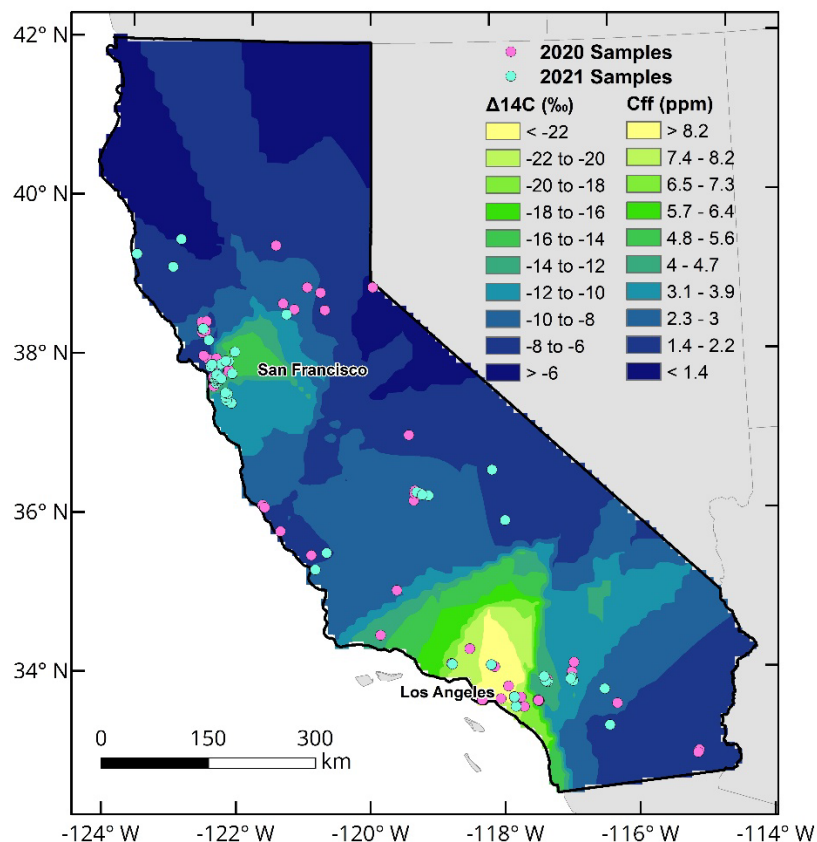 42° N
40° N
38° N
36° N
34° N
2020 Samples
2021 Samples
Δ14C (‰) Cff (ppm)
< -22 > 8.2
-22 to -20 7.4 - 8.2
-20 to -18 6.5 - 7.3
-18 to -16 5.7 - 6.4
-16 to -14 4.8 - 5.6
-14 to -12 4 - 4.7
-12 to -10 3.1 - 3.9
-10 to -8 2.3 - 3
-8 to -6 1.4 - 2.2
> -6 < 1.4
San Francisco
Los Angeles
0 150 300
km
-124° W -122° W -120° W -118° W -116° W -114° W